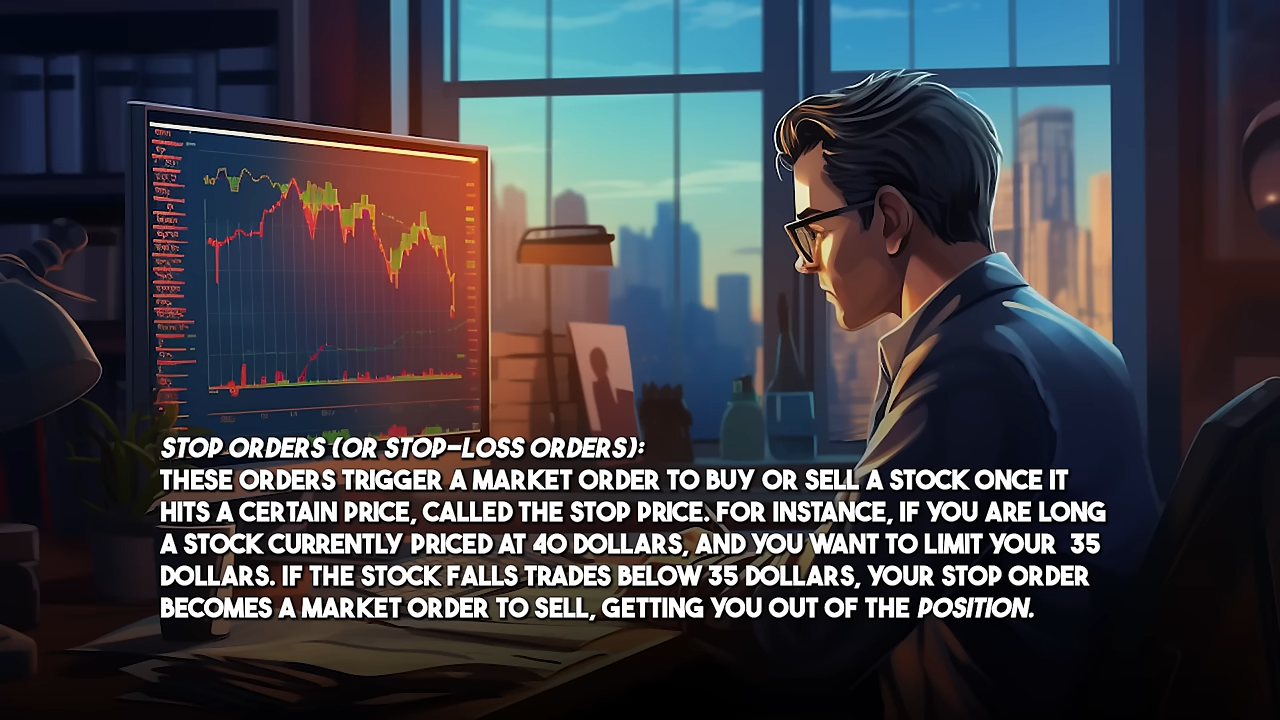 STOP ORDERS (OR STOP-LOSS ORDERS):
THESE ORDERS TRIGGER A MARKET ORDER TO BUY OR SELL A STOCK ONCE IT
HITS A CERTAIN PRICE, CALLED THE STOP PRICE. FOR INSTANCE, IF YOU ARE LONG
A STOCK CURRENTLY PRICED AT 40 DOLLARS, AND YOU WANT TO LIMIT YOUR 35
DOLLARS. IF THE STOCK FALLS TRADES BELOW 35 DOLLARS, YOUR STOP ORDER
BECOMES A MARKET ORDER TO SELL, GETTING YOU OUT OF THE POSITION.